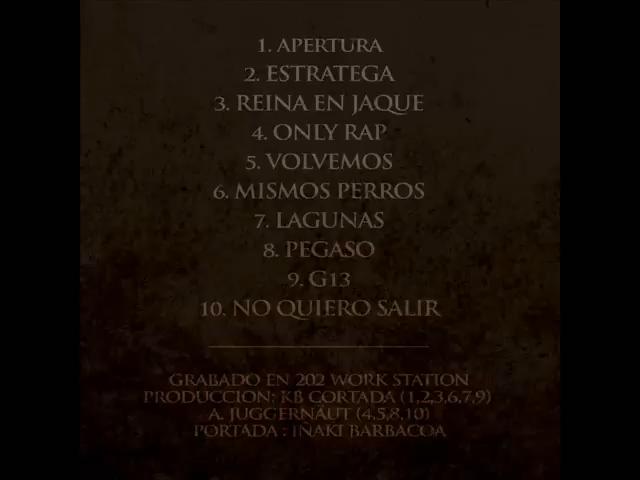 1. APERTURA
2. ESTRATEGA
3. REINA EN JAQUE
4. ONLY RAP
5. VOLVEMOS
6. MISMOS PERROS
7. LAGUNAS
8. PEGASO
9. G13
10. NO QUIERO SALIR
GRABADO EN 202 WORK STATION
PRODUCCION: KB CORTADA (1,2,3,6,7,9)
A. JUGGERNAUT (4,5,8,10)
PORTADA : IÑAKI BARBACOA